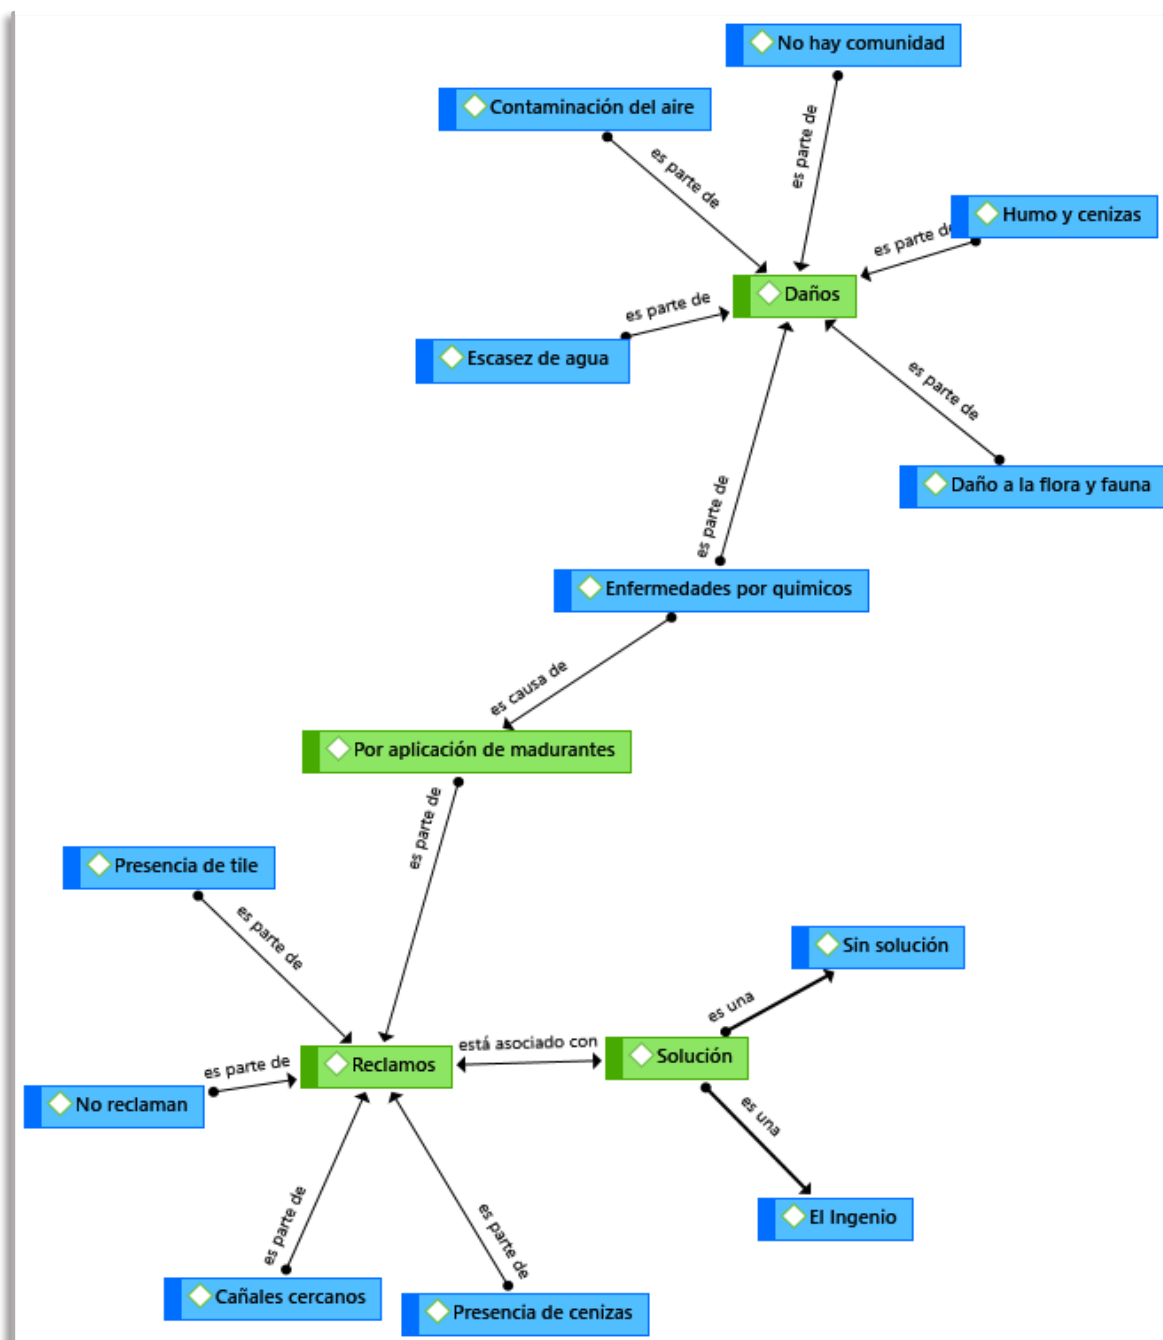 No hay comunidad
Contaminación del aire
es parte de
es parte de
Humo y cenizas
es parte de
Daños
es parte de
Escasez de agua
es parte de
Daño a la flora y fauna
es parte de
Enfermedades por quimicos
es causa de
Por aplicación de madurantes
es parte de
Presencia de tile
es parte de
Sin solución
es una
está asociado con
Solución
Reclamos
es parte de
No reclaman
es una
es parte de
es parte de
El Ingenio
Cañales cercanos
Presencia de cenizas